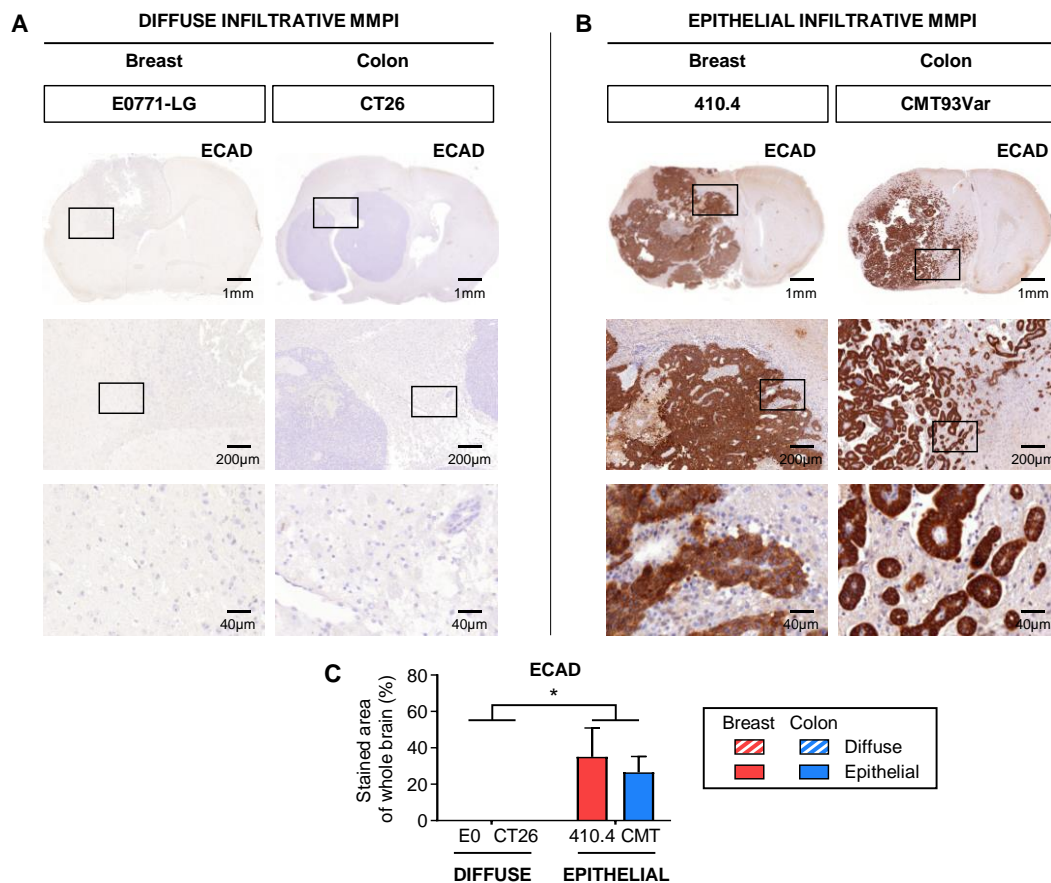 A
DIFFUSE INFILTRATIVE MMPI
Breast
Colon
E0771-LG
CT26
ECAD
ECAD
1mm
1mm
200µm
200µm
40µm
40µm
B
EPITHELIAL INFILTRATIVE MMPI
Breast
Colon
410.4
CMT93Var
ECAD
ECAD
1mm
1mm
200µm
200µm
40µm
40µm
C
ECAD
*
Stained area
of whole brain (%)
80
60
40
20
0
E0 CT26
410.4 CMT
DIFFUSE
EPITHELIAL
Breast Colon
Diffuse
Epithelial